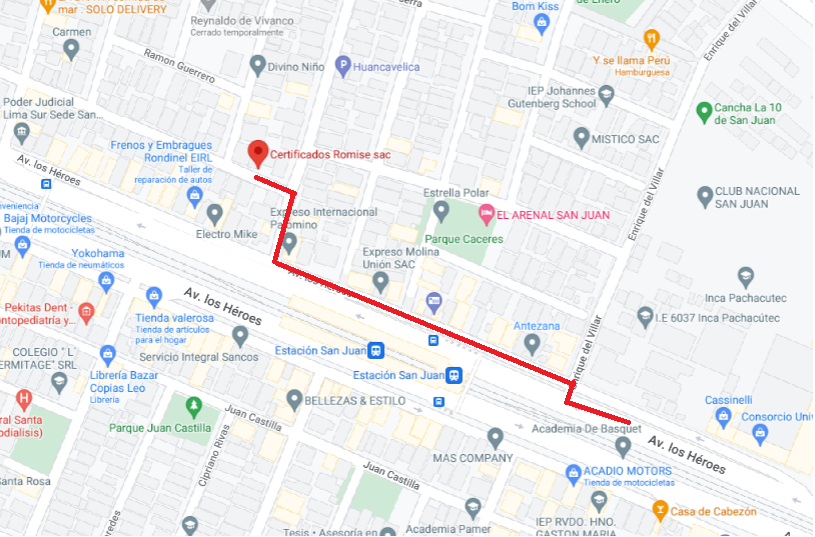 mar : SOLO DELIVERY
Reynaldo de Vivanco
Cerrado temporalmente
Bom Kiss
Carmen
Ramon Guerrero
Divino Niño
Huancavelica
Enrique del Villar
Y se llama Perú
Hamburguesa
IEP Johannes
Gutenberg School
Cancha La 10
de San Juan
Poder Judicial
Lima Sur Sede San...
Frenos y Embragues
Rondinel EIRL
Taller de
reparación de autos
MISTICO SAC
Certificados Romise sac
Av. los Héroes
Estrella Polar
CLUB NACIONAL
SAN JUAN
Enrique del Villar
Bajaj Motorcycles
Tienda de motocicletas
Electro Mike
Expreso Internacional
Palomino
EL ARENAL SAN JUAN
Parque Caceres
Yokohama
Tienda de neumáticos
Expreso Molina
Unión SAC
Inca Pachacutec
Av. los Héroes
Av. los Héroes
Pekitas Dent -
ontopediatría y...
Tienda valerosa
Tienda de artículos
para el hogar
I.E 6037 Inca Pachacútec
Antezana
Enrique del Villar
Servicio Integral Sancos
Estación San Juan
COLEGIO " L'
ERMITAGE" SRL
Librería Bazar
Copias Leo
Librería
Estación San Juan
BELLEZAS & ESTILO
Cassinelli
Consorcio Univ
ral Santa
odialisis)
Parque Juan Castilla
Juan Castilla
Cipriano Rivas
Academia De Basquet
Av. los Héroes
MAS COMPANY
Juan Castilla
ACADIO MOTORS
Tienda de motocicletas
Santa Rosa
Casa de Cabezón
IEP RVDO. HNO.
GASTON MARIA
Academia Pamer
Tesis • Asesoría en
Av.